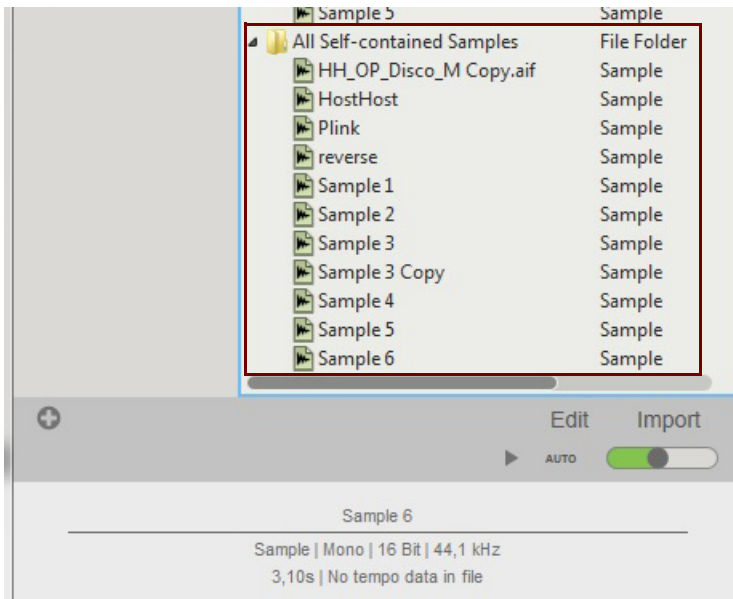 Sample 5 Sample
All Self-contained Samples File Folder
HH_OP_Disco_M Copy.aif Sample
HostHost Sample
Plink Sample
reverse Sample
Sample 1 Sample
Sample 2 Sample
Sample 3 Sample
Sample 3 Copy Sample
Sample 4 Sample
Sample 5 Sample
Sample 6 Sample
Edit Import
AUTO
Sample 6
Sample | Mono | 16 Bit | 44,1 kHz
3,10s | No tempo data in file